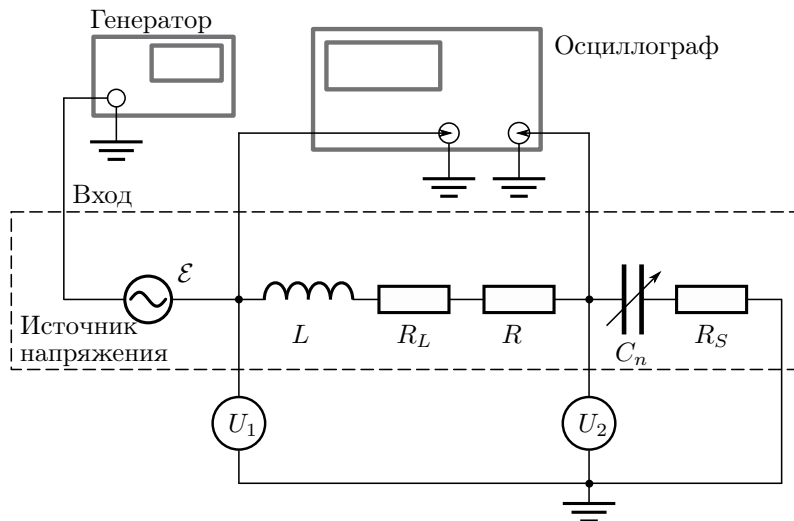 Генератор
Осциллограф
Вход
ℰ
Источник
напряжения
L
R_L
R
C_n
R_S
U_1
U_2